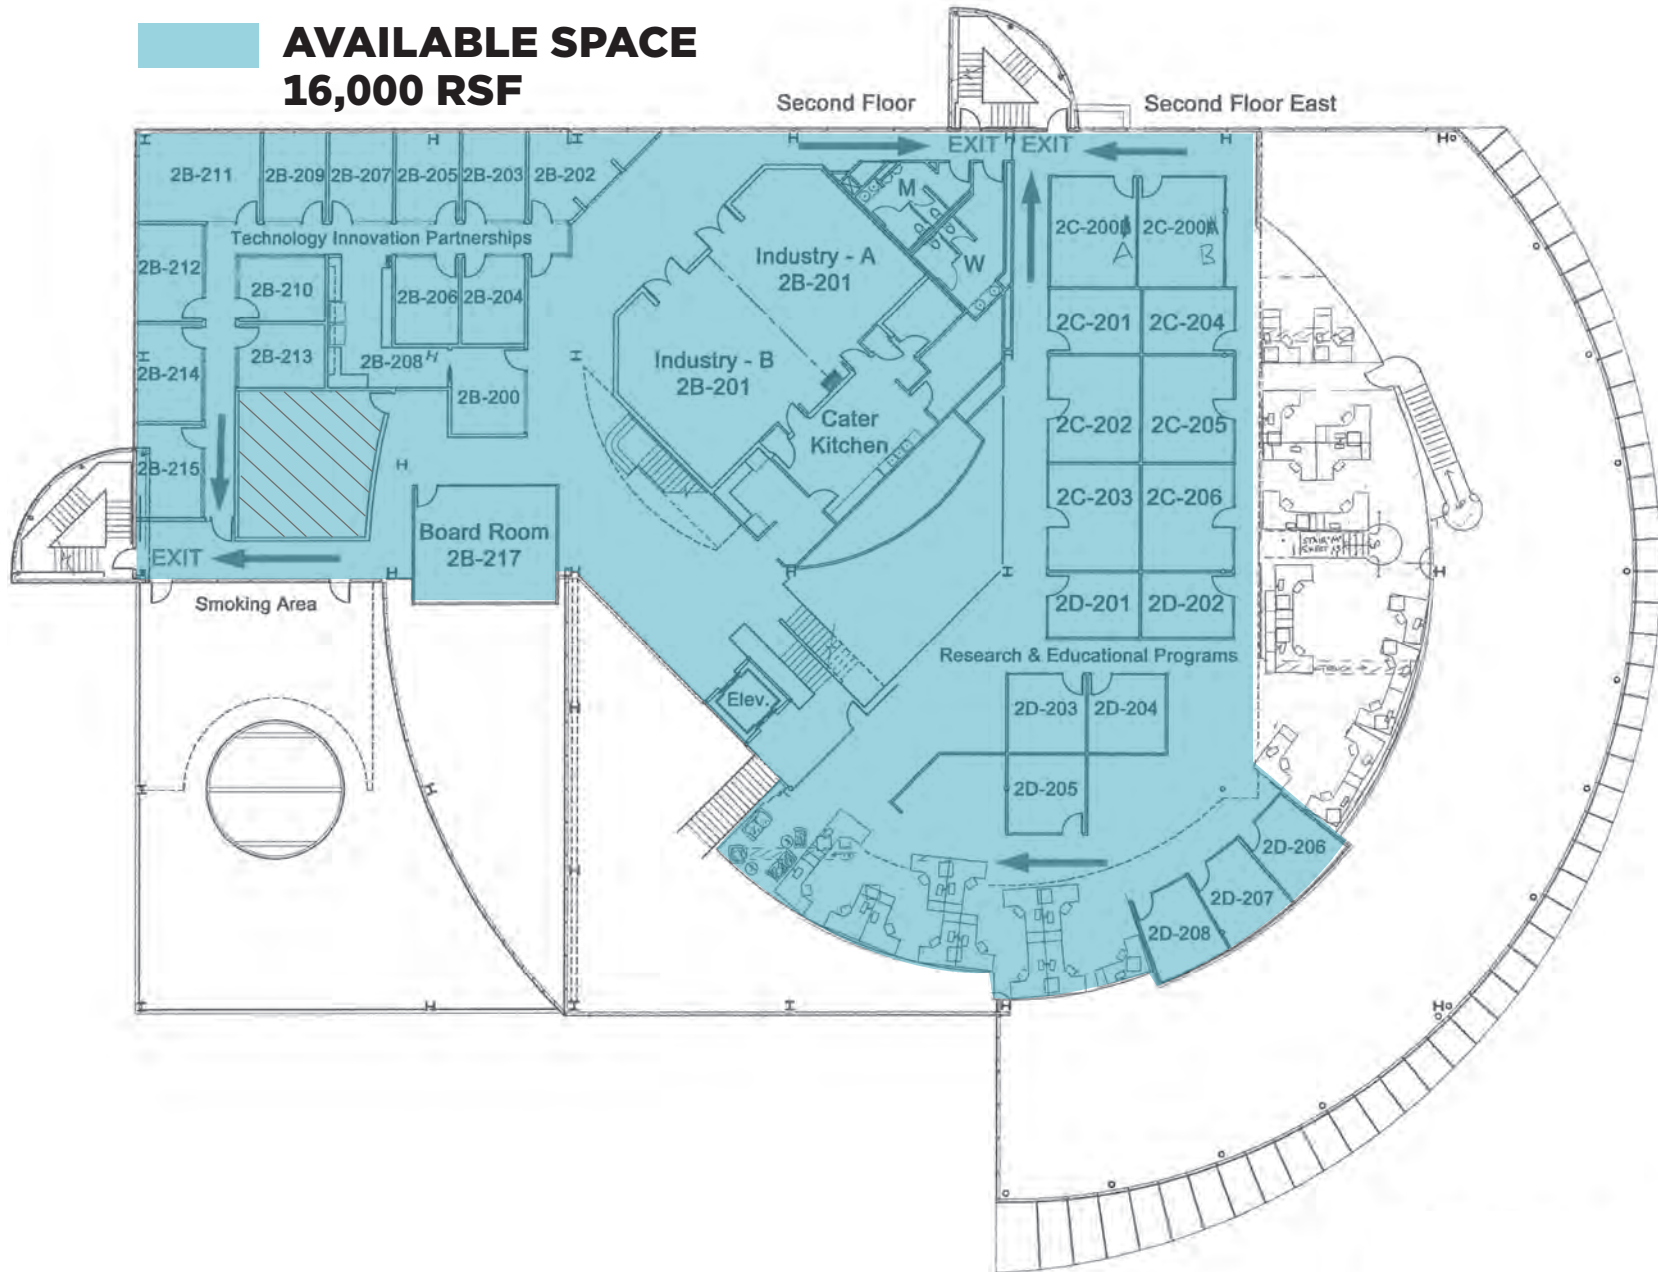 AVAILABLE SPACE
16,000 RSF
Second Floor
Second Floor East
EXIT
EXIT
2B-211
2B-209
2B-207
2B-205
2B-203
2B-202
M
W
2C-200
A
2C-200
B
Technology Innovation Partnerships
2B-212
2B-210
2B-206
2B-204
Industry - A
2B-201
2C-201
2C-204
2B-214
2B-213
2B-208
2B-200
Industry - B
2B-201
Cater
Kitchen
2C-202
2C-205
2B-215
2C-203
2C-206
Board Room
2B-217
EXIT
STAIR "A"
Smoking Area
2D-201
2D-202
Research & Educational Programs
Elev.
2D-203
2D-204
2D-205
2D-206
2D-207
2D-208